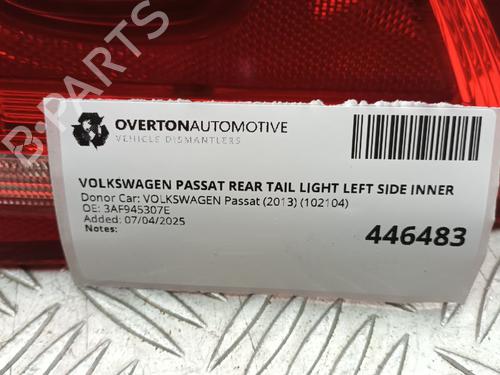 B-PARTS
OVERTONAUTOMOTIVE
VEHICLE DISMANTLERS
VOLKSWAGEN PASSAT REAR TAIL LIGHT LEFT SIDE INNER
Donor Car: VOLKSWAGEN Passat (2013) (102104)
OE: 3AF945307E
Added: 07/04/2025
Notes:
446483